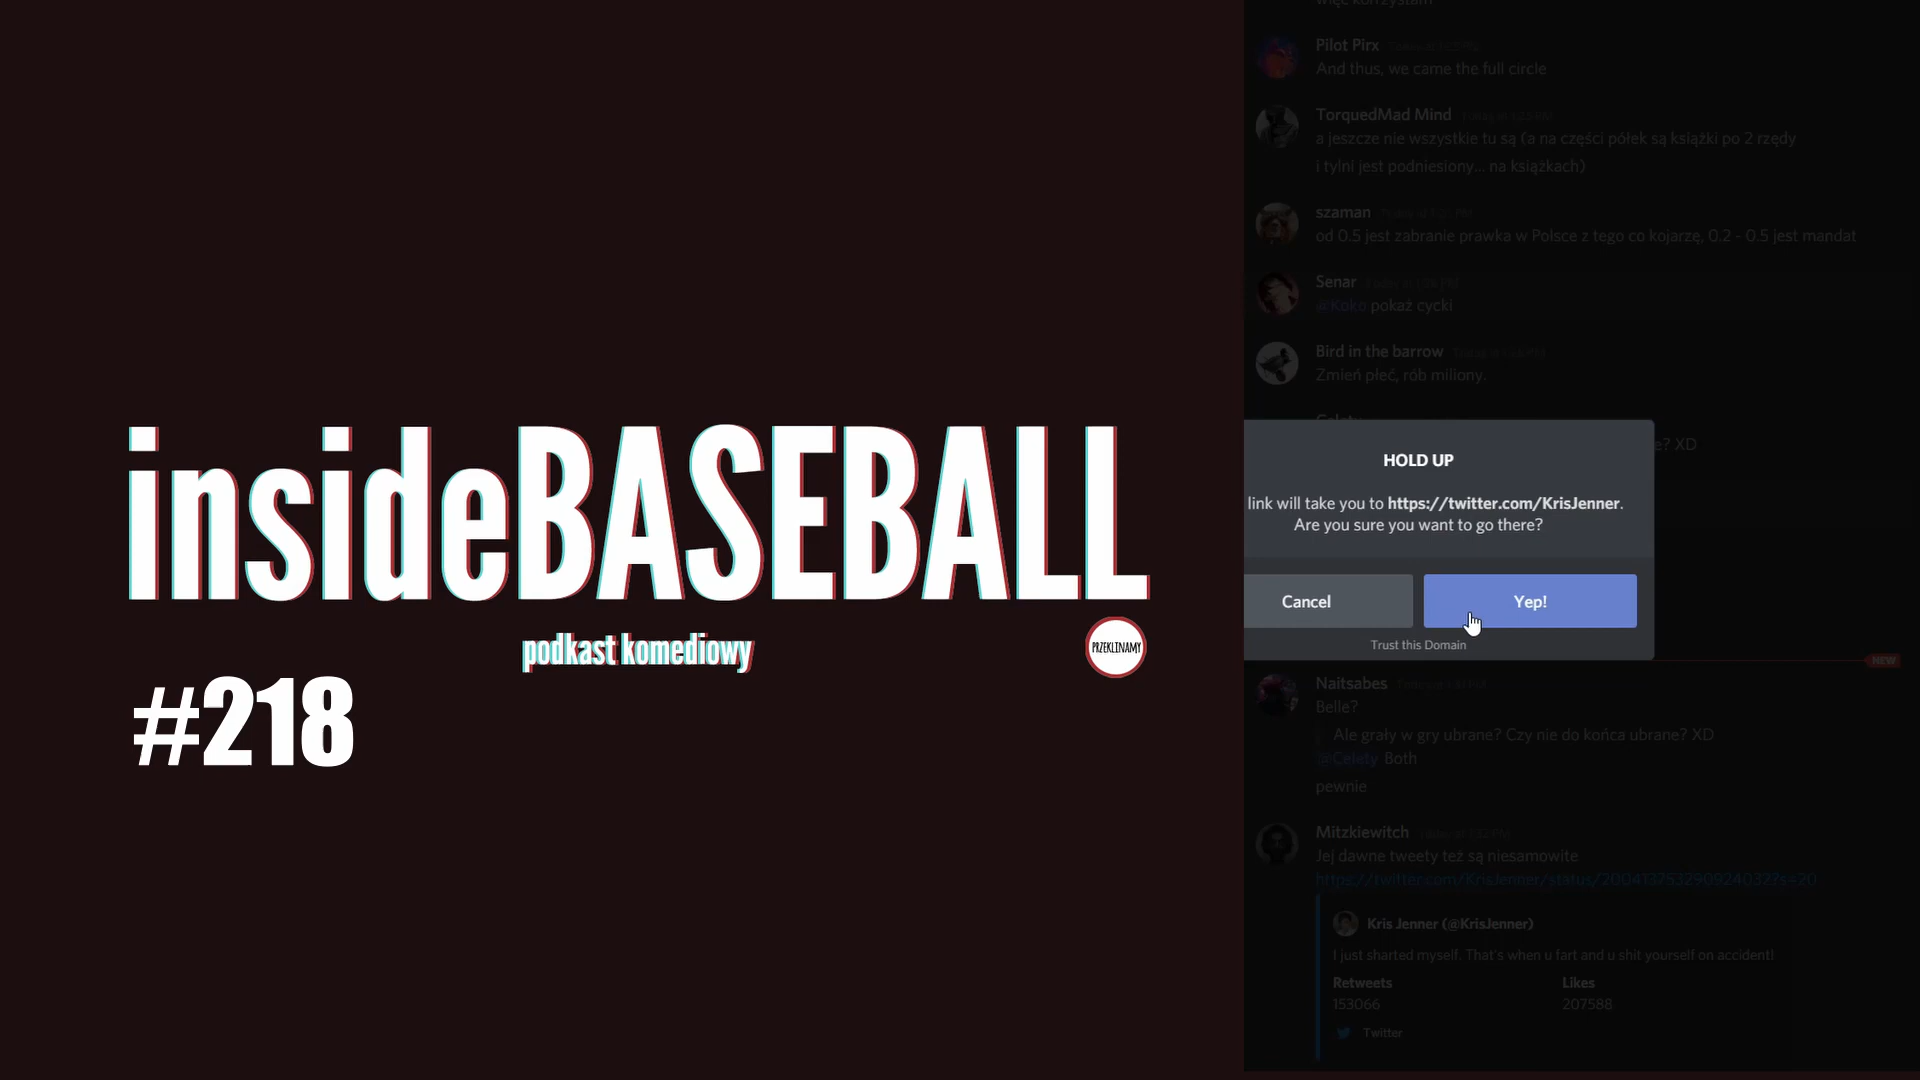 insideBASEBALL
podkast komediowy
PRZEKLINAMY
#218
więc korzystam
Pilot Pirx
And thus, we came the full circle
TorquedMad Mind
a jeszcze nie wszystkie tu są (a na części półek są książki po 2 rzędy
i tylni jest podniesiony... na książkach)
szaman
od 0.5 jest zabranie prawka w Polsce z tego co kojarzę, 0.2 - 0.5 jest mandat
Senar
@Koko pokaż cycki
Bird in the barrow
Zmień płeć, rób miliony.
Celety
e? XD
HOLD UP
link will take you to https://twitter.com/KrisJenner.
Are you sure you want to go there?
Cancel
Yep!
Trust this Domain
NEW
Naitsabes
Belle?
Ale grały w gry ubrane? Czy nie do końca ubrane? XD
@Celety Both
pewnie
Mitzkiewitch
Jej dawne tweety też są niesamowite
Kris Jenner (@KrisJenner)
I just sharted myself. That's when u fart and u shit yourself on accident!
Retweets
Likes
153066
207588
Twitter